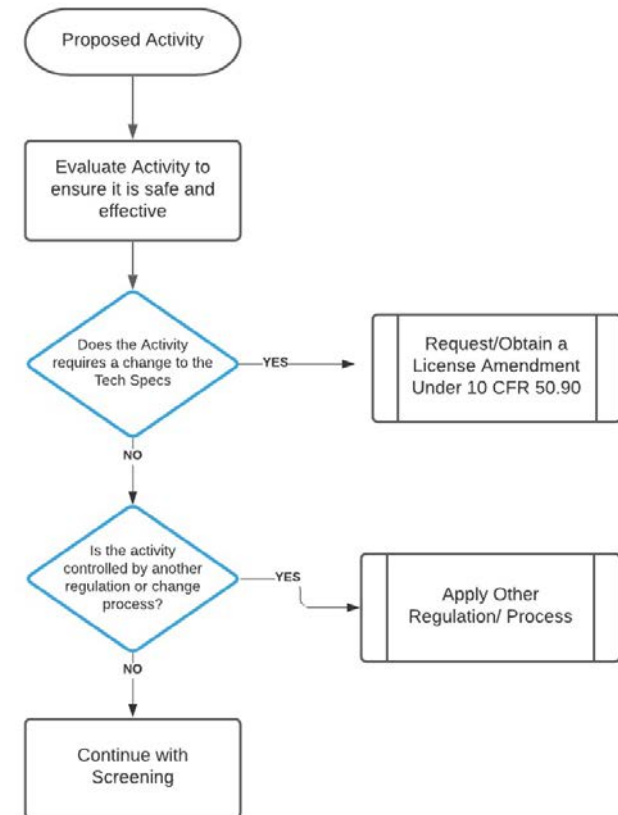 Proposed Activity
Evaluate Activity to
ensure it is safe and
effective
Does the Activity
requires a change to the
Tech Specs
YES
Request/Obtain a
License Amendment
Under 10 CFR 50.90
NO
Is the activity
controlled by another
regulation or change
process?
YES
Apply Other
Regulation/ Process
NO
Continue with
Screening